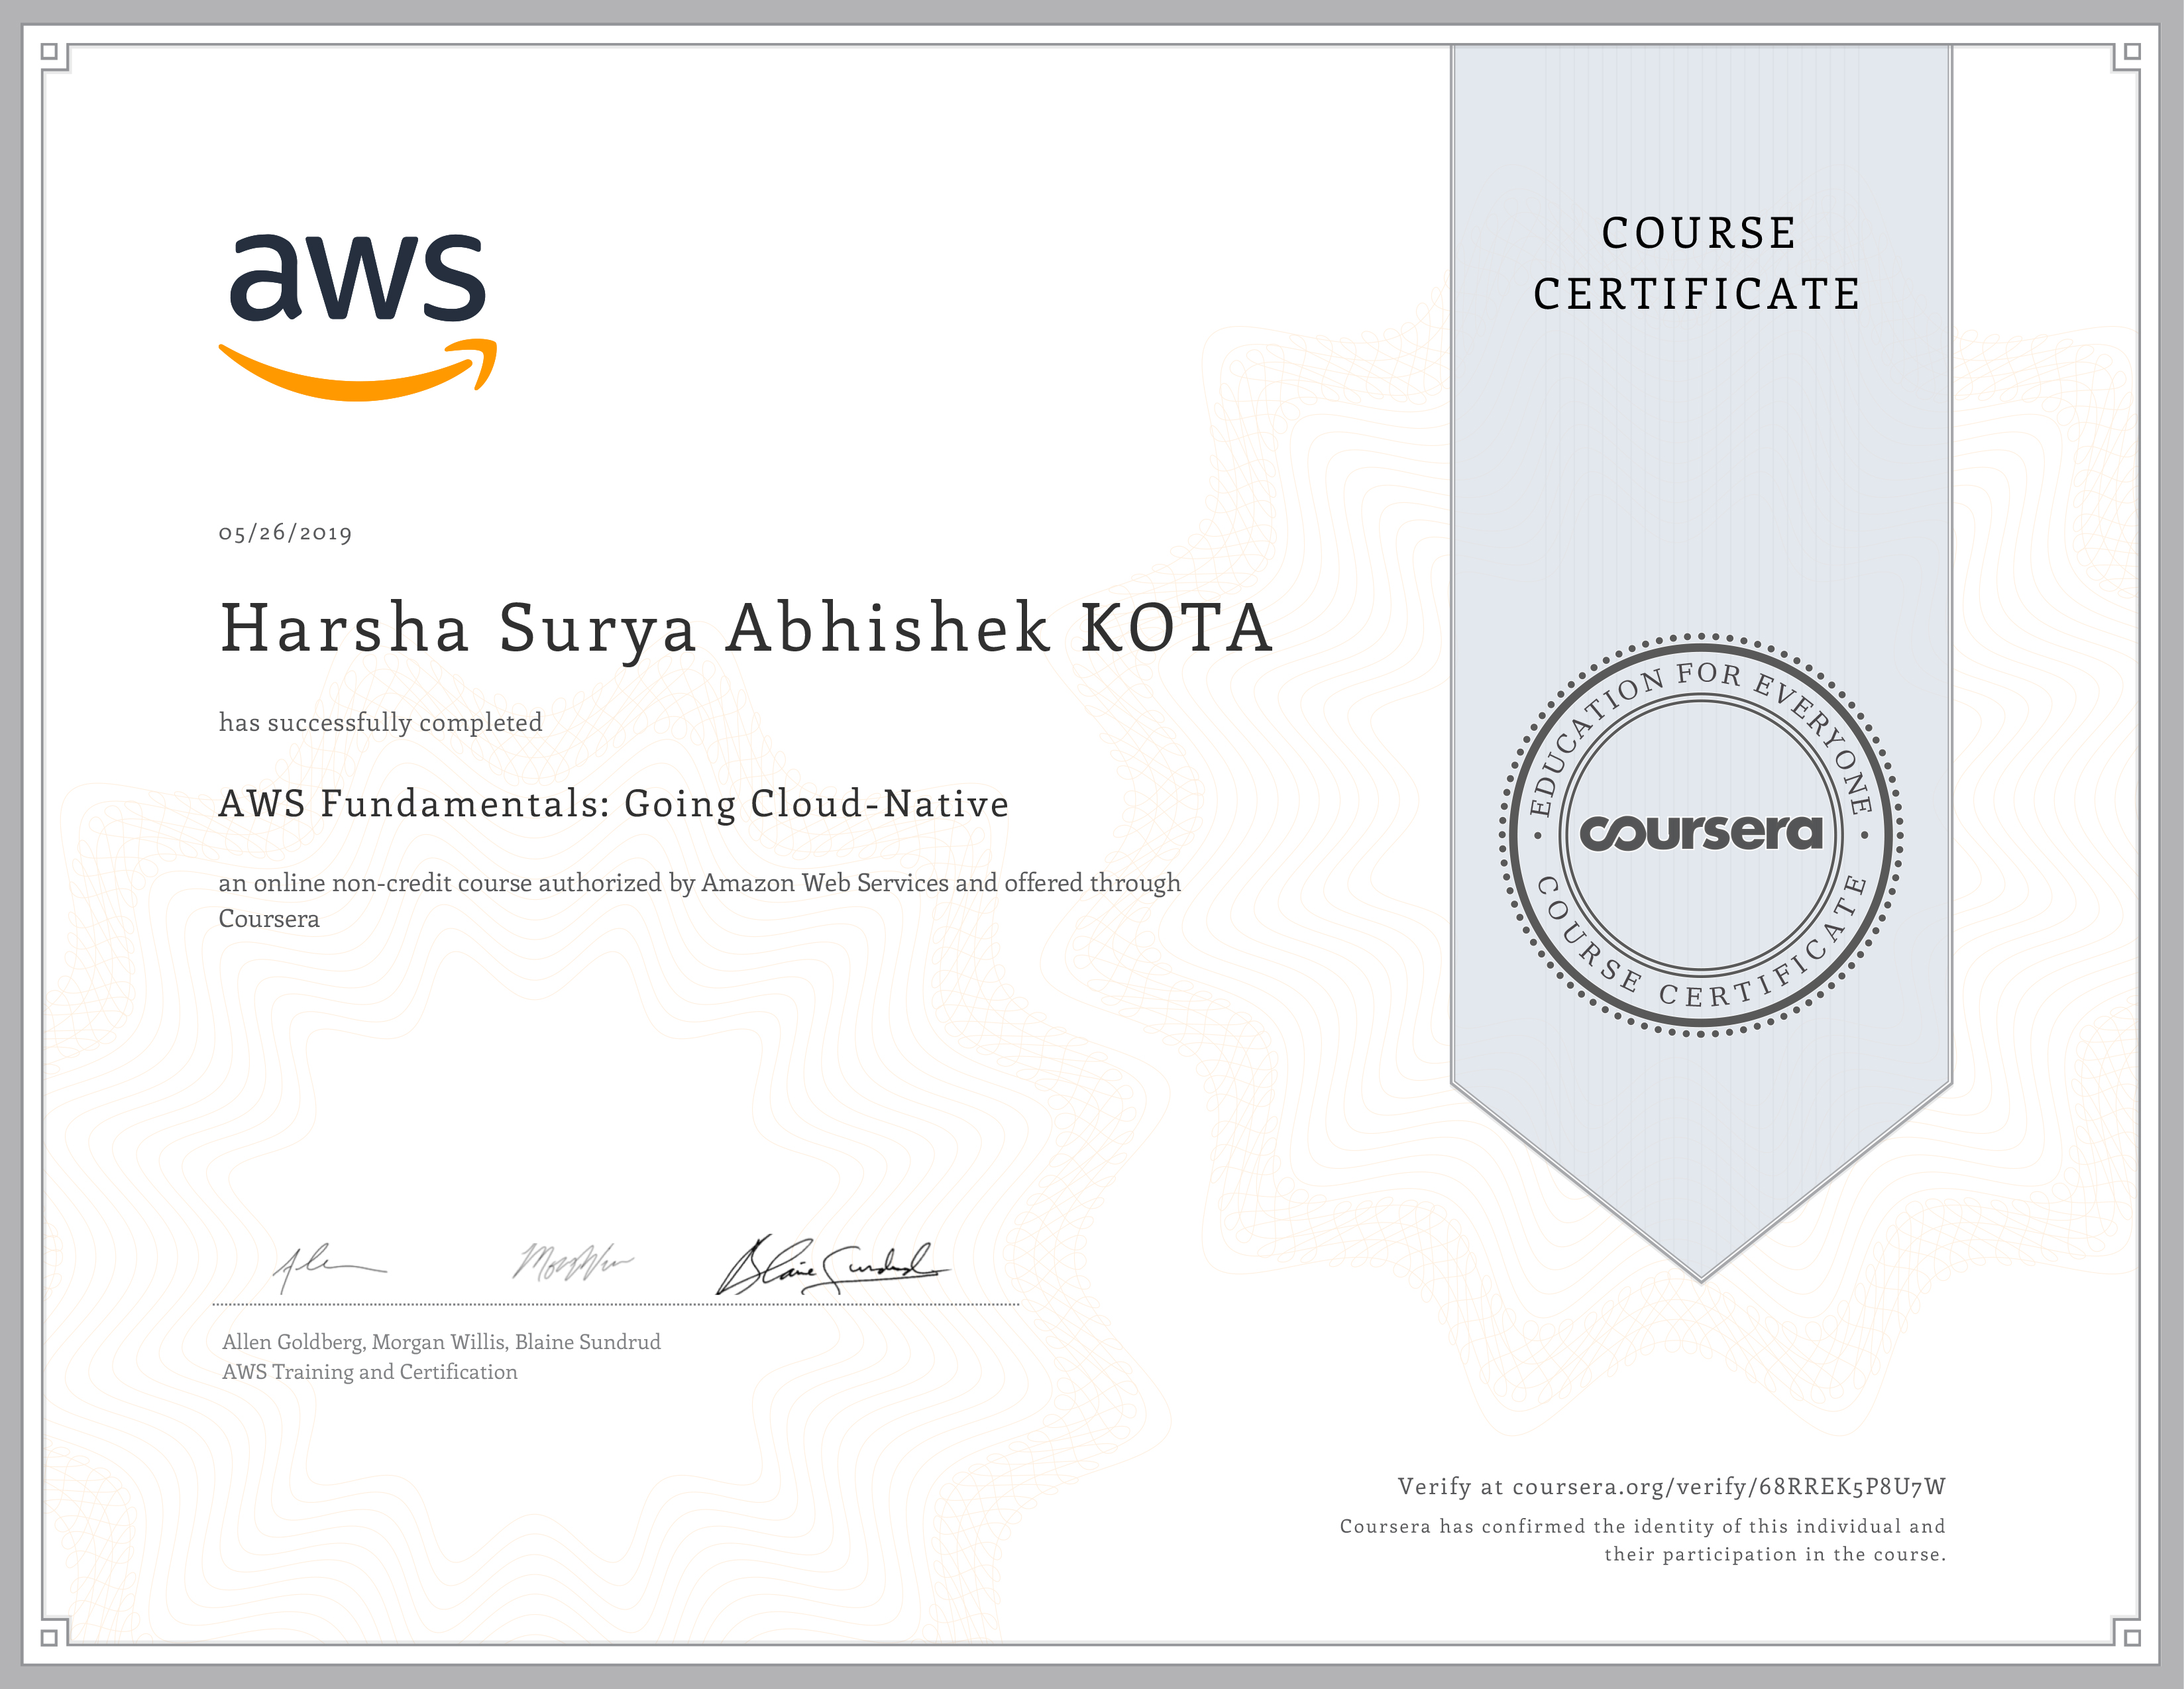 aws
COURSE
CERTIFICATE
05/26/2019
Harsha Surya Abhishek KOTA
has successfully completed
AWS Fundamentals: Going Cloud-Native
an online non-credit course authorized by Amazon Web Services and offered through
Coursera
EDUCATION FOR EVERYONE
coursera
COURSE CERTIFICATE
Blaine Sundrud
Allen Goldberg, Morgan Willis, Blaine Sundrud
AWS Training and Certification
Verify at coursera.org/verify/68RREK5P8U7W
Coursera has confirmed the identity of this individual and
their participation in the course.